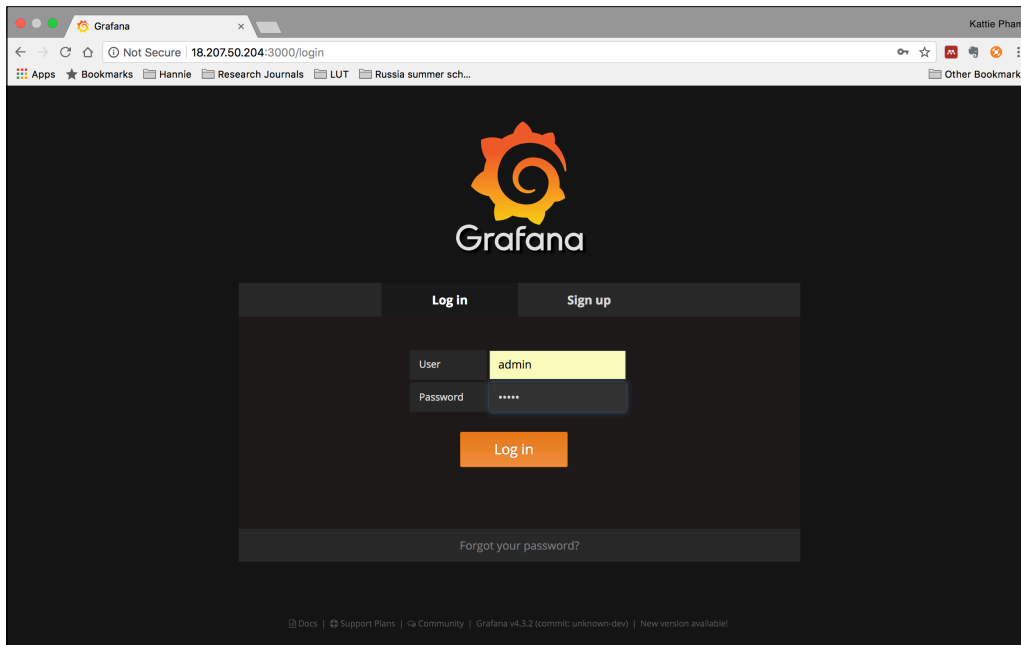 Grafana
Kattie Pham
Not Secure | 18.207.50.204:3000/login
Apps Bookmarks Hannie Research Journals LUT Russia summer sch... Other Bookmark
Grafana
Log in Sign up
User admin
Password •••••
Log in
Forgot your password?
Docs | Support Plans | Community | Grafana v4.3.2 (commit: unknown-dev) | New version available!